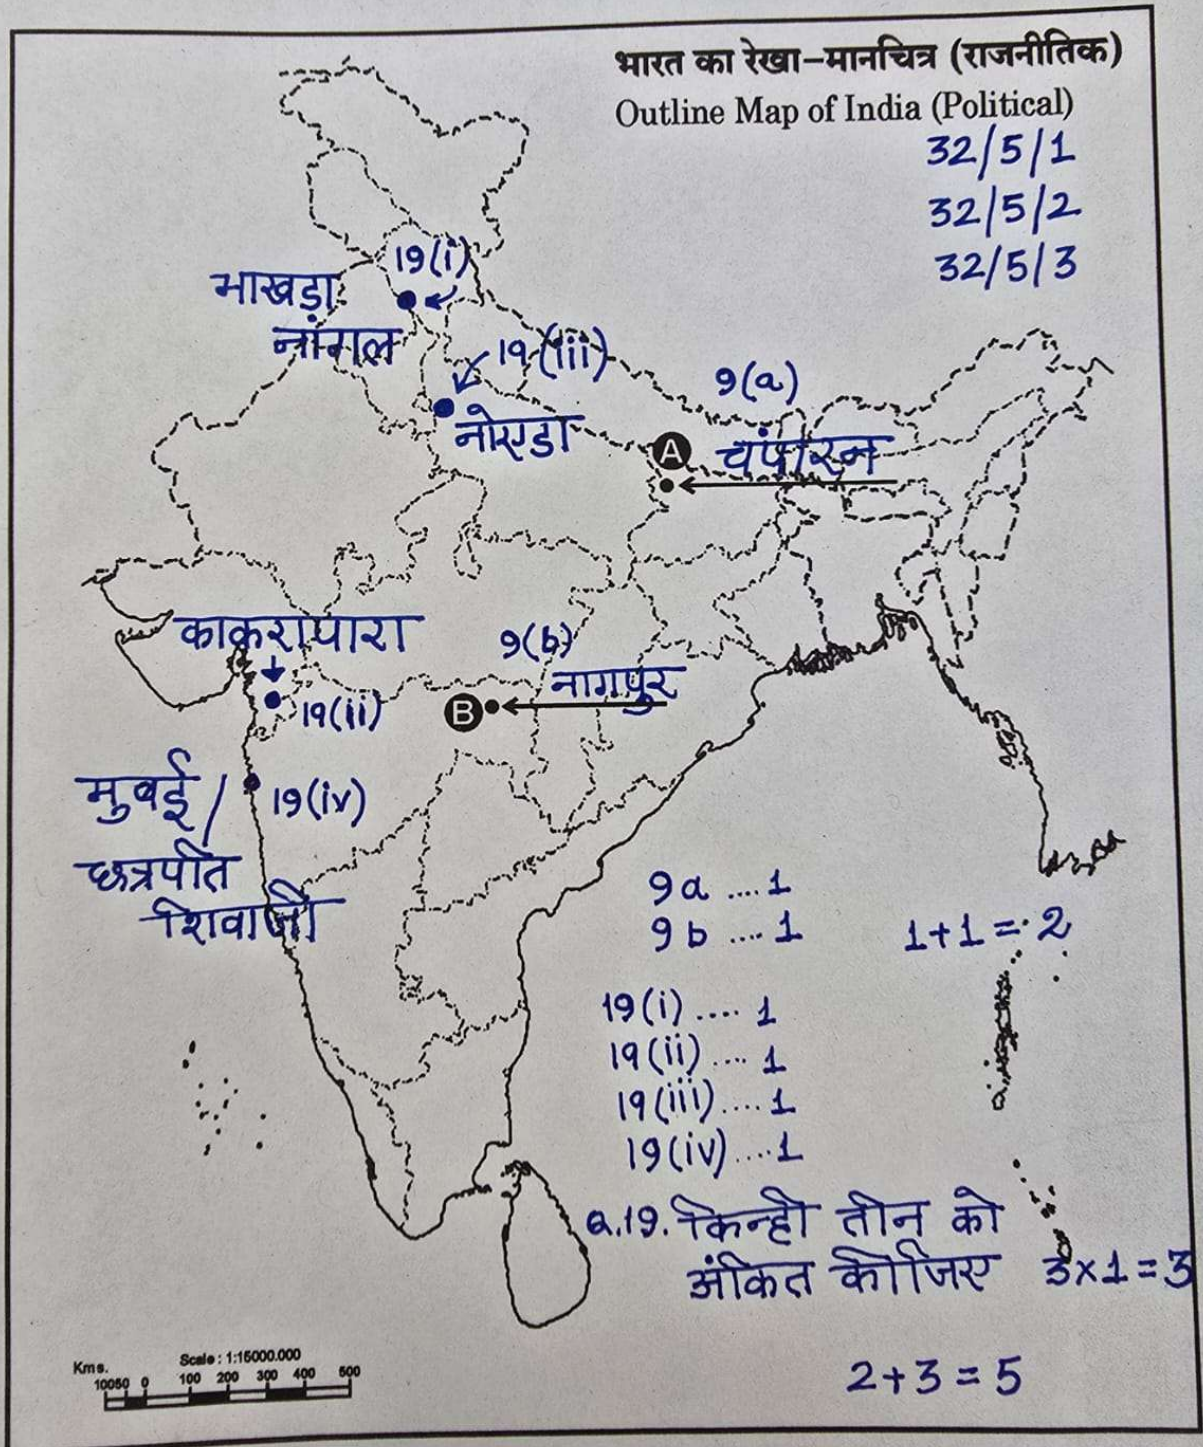 भारत का रेखा-मानचित्र (राजनीतिक)
Outline Map of India (Political)
32/5/1
32/5/2
32/5/3
19(i)
भाखड़ा
नांगल
19(iii)
नोएडा
9(a)
A
चंपारन
काकरापारा
19(ii)
9(b)
नागपुर
B
मुबई/
छत्रपति
शिवाजी
19(iv)
9a .... 1
9b .... 1
1+1 = 2
19(i) .... 1
19(ii) .... 1
19(iii) .... 1
19(iv) .... 1
Q.19. किन्ही तीन को
अंकित कीजिए 3×1=3
2+3=5
Kms.
Scale : 1:15000.000
10050 0 100 200 300 400 500